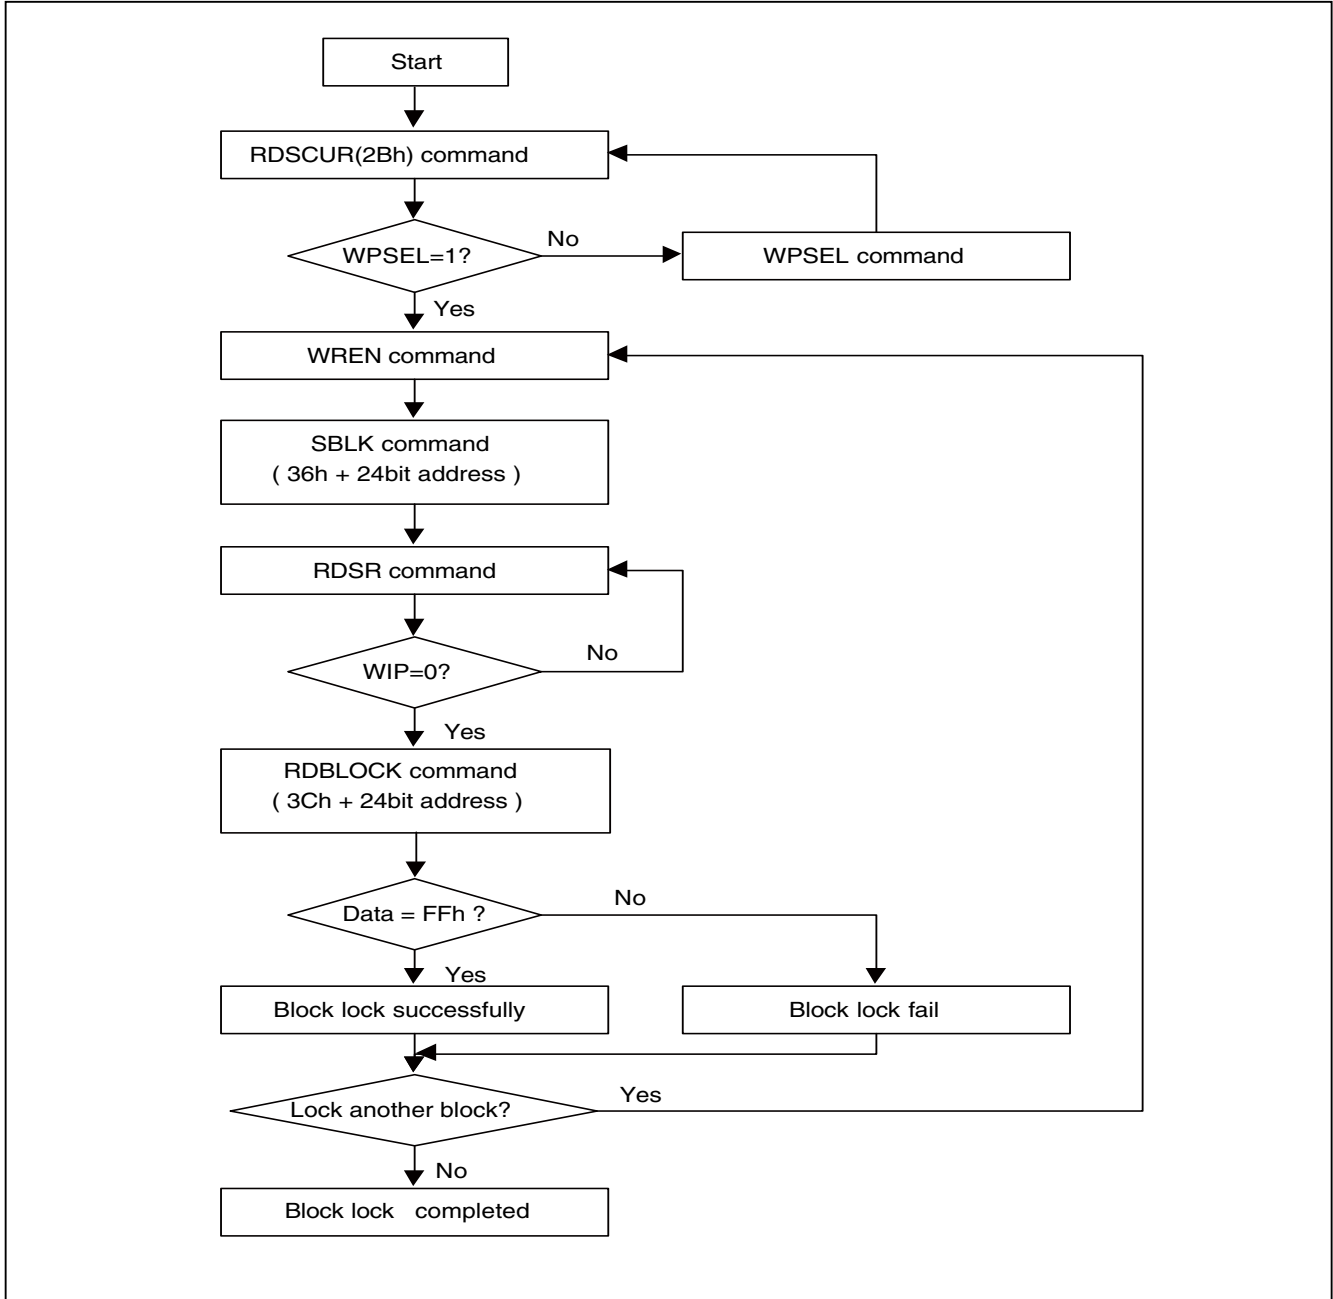 Start
RDSCUR(2Bh) command
WPSEL=1?
No
WPSEL command
Yes
WREN command
SBLK command
( 36h + 24bit address )
RDSR command
WIP=0?
No
Yes
RDBLOCK command
( 3Ch + 24bit address )
Data = FFh ?
No
Yes
Block lock successfully
Block lock fail
Lock another block?
Yes
No
Block lock completed